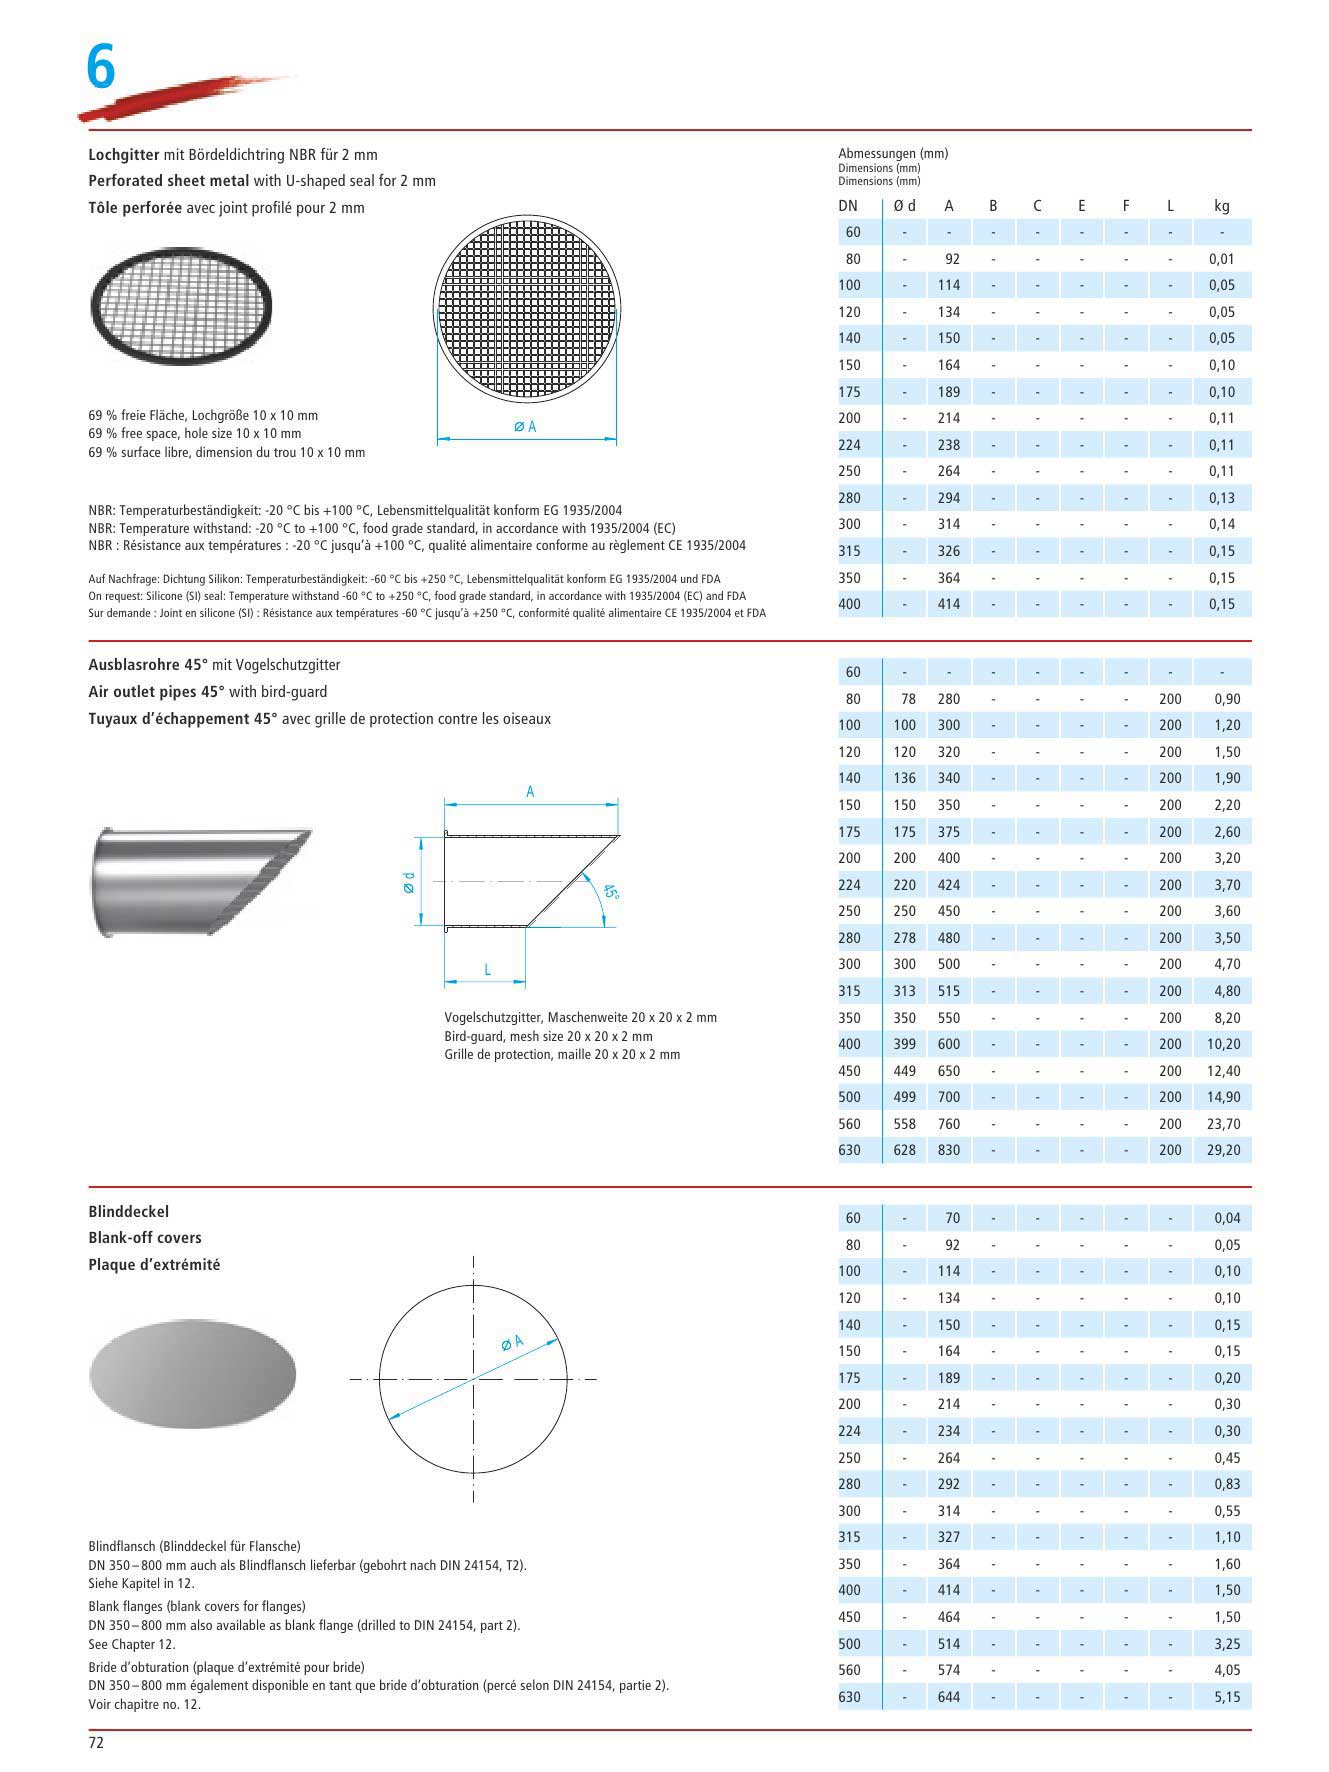 6
Lochgitter mit Bördeldichtring NBR für 2 mm
Perforated sheet metal with U-shaped seal for 2 mm
Tôle perforée avec joint profilé pour 2 mm
ø A
69 % freie Fläche, Lochgröße 10 x 10 mm
69 % free space, hole size 10 x 10 mm
69 % surface libre, dimension du trou 10 x 10 mm
NBR: Temperaturbeständigkeit: -20 °C bis +100 °C, Lebensmittelqualität konform EG 1935/2004
NBR: Temperature withstand: -20 °C to +100 °C, food grade standard, in accordance with 1935/2004 (EC)
NBR : Résistance aux températures : -20 °C jusqu’à +100 °C, qualité alimentaire conforme au règlement CE 1935/2004
Auf Nachfrage: Dichtung Silikon: Temperaturbeständigkeit: -60 °C bis +250 °C, Lebensmittelqualität konform EG 1935/2004 und FDA
On request: Silicone (SI) seal: Temperature withstand -60 °C to +250 °C, food grade standard, in accordance with 1935/2004 (EC) and FDA
Sur demande : Joint en silicone (SI) : Résistance aux températures -60 °C jusqu’à +250 °C, conformité qualité alimentaire CE 1935/2004 et FDA
Abmessungen (mm)
Dimensions (mm)
Dimensions (mm)
DN Ø d A B C E F L kg
60 - - - - - - - -
80 - 92 - - - - - 0,01
100 - 114 - - - - - 0,05
120 - 134 - - - - - 0,05
140 - 150 - - - - - 0,05
150 - 164 - - - - - 0,10
175 - 189 - - - - - 0,10
200 - 214 - - - - - 0,11
224 - 238 - - - - - 0,11
250 - 264 - - - - - 0,11
280 - 294 - - - - - 0,13
300 - 314 - - - - - 0,14
315 - 326 - - - - - 0,15
350 - 364 - - - - - 0,15
400 - 414 - - - - - 0,15
Ausblasrohre 45° mit Vogelschutzgitter
Air outlet pipes 45° with bird-guard
Tuyaux d’échappement 45° avec grille de protection contre les oiseaux
A
ø d
45°
L
Vogelschutzgitter, Maschenweite 20 x 20 x 2 mm
Bird-guard, mesh size 20 x 20 x 2 mm
Grille de protection, maille 20 x 20 x 2 mm
60 - - - - - - - -
80 78 280 - - - - 200 0,90
100 100 300 - - - - 200 1,20
120 120 320 - - - - 200 1,50
140 136 340 - - - - 200 1,90
150 150 350 - - - - 200 2,20
175 175 375 - - - - 200 2,60
200 200 400 - - - - 200 3,20
224 220 424 - - - - 200 3,70
250 250 450 - - - - 200 3,60
280 278 480 - - - - 200 3,50
300 300 500 - - - - 200 4,70
315 313 515 - - - - 200 4,80
350 350 550 - - - - 200 8,20
400 399 600 - - - - 200 10,20
450 449 650 - - - - 200 12,40
500 499 700 - - - - 200 14,90
560 558 760 - - - - 200 23,70
630 628 830 - - - - 200 29,20
Blinddeckel
Blank-off covers
Plaque d’extrémité
ø A
Blindflansch (Blinddeckel für Flansche)
DN 350 – 800 mm auch als Blindflansch lieferbar (gebohrt nach DIN 24154, T2).
Siehe Kapitel in 12.
Blank flanges (blank covers for flanges)
DN 350 – 800 mm also available as blank flange (drilled to DIN 24154, part 2).
See Chapter 12.
Bride d’obturation (plaque d’extrémité pour bride)
DN 350 – 800 mm également disponible en tant que bride d’obturation (percé selon DIN 24154, partie 2).
Voir chapitre no. 12.
60 - 70 - - - - - 0,04
80 - 92 - - - - - 0,05
100 - 114 - - - - - 0,10
120 - 134 - - - - - 0,10
140 - 150 - - - - - 0,15
150 - 164 - - - - - 0,15
175 - 189 - - - - - 0,20
200 - 214 - - - - - 0,30
224 - 234 - - - - - 0,30
250 - 264 - - - - - 0,45
280 - 292 - - - - - 0,83
300 - 314 - - - - - 0,55
315 - 327 - - - - - 1,10
350 - 364 - - - - - 1,60
400 - 414 - - - - - 1,50
450 - 464 - - - - - 1,50
500 - 514 - - - - - 3,25
560 - 574 - - - - - 4,05
630 - 644 - - - - - 5,15
72